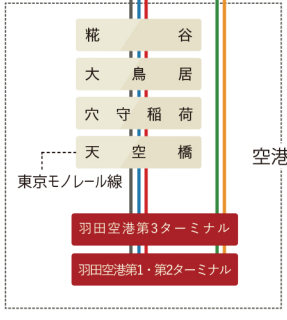 糀谷
大鳥居
穴守稲荷
天空橋
空港
東京モノレール線
羽田空港第3ターミナル
羽田空港第1・第2ターミナル